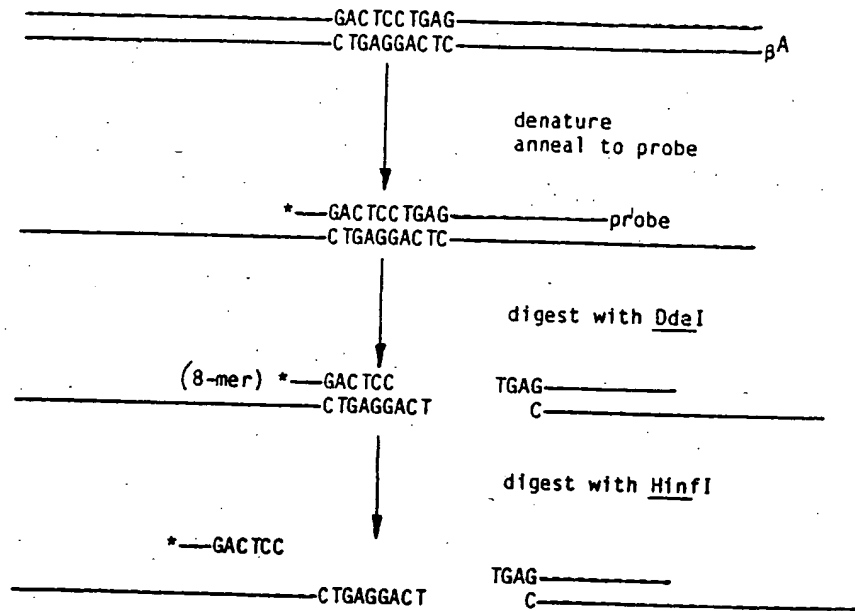 GACTCCTGAG
CTGAGGACTC βA
denature
anneal to probe
*—GACTCCTGAG probe
CTGAGGACTC
digest with DdeI
(8-mer) *—GACTCC TGAG
CTGAGGACT C
digest with HinfI
*—GACTCC
TGAG
CTGAGGACT C